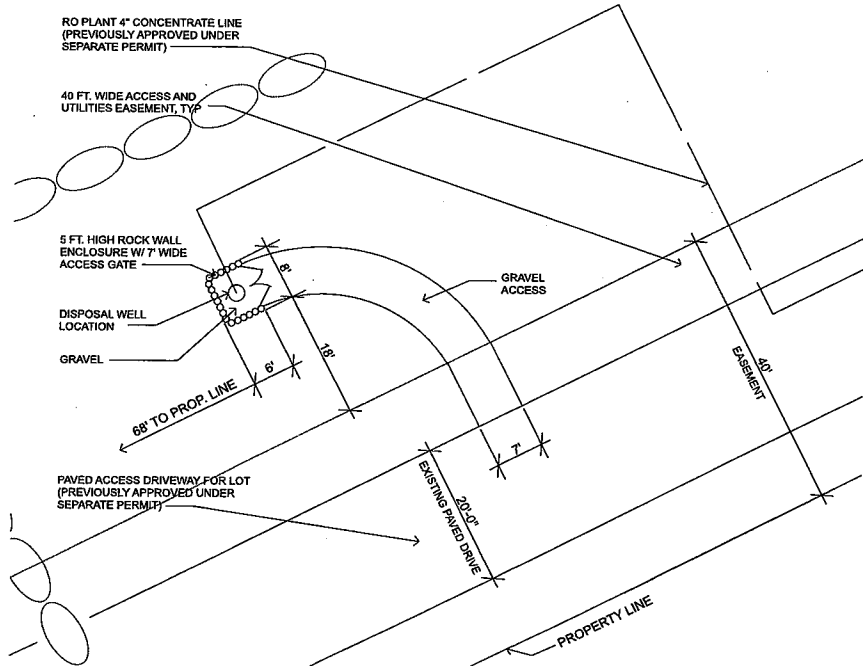 RO PLANT 4" CONCENTRATE LINE
(PREVIOUSLY APPROVED UNDER
SEPARATE PERMIT)
40 FT. WIDE ACCESS AND
UTILITIES EASEMENT, TYP
5 FT. HIGH ROCK WALL
ENCLOSURE W/ 7' WIDE
ACCESS GATE
8'
GRAVEL
ACCESS
DISPOSAL WELL
LOCATION
GRAVEL
6'
18'
40'
EASEMENT
68' TO PROP. LINE
7'
PAVED ACCESS DRIVEWAY FOR LOT
(PREVIOUSLY APPROVED UNDER
SEPARATE PERMIT)
20'-0"
EXISTING PAVED DRIVE
PROPERTY LINE